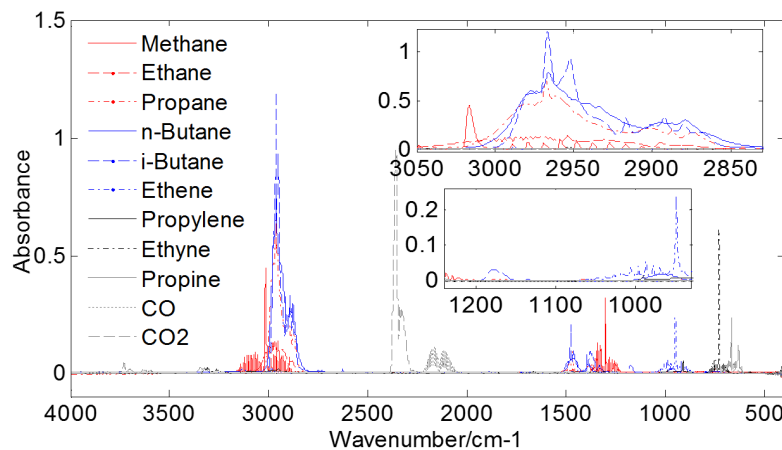 1.5
1
0.5
0
Absorbance
Methane
Ethane
Propane
n-Butane
i-Butane
Ethene
Propylene
Ethyne
Propine
CO
CO2
1
0.5
0
3050 3000 2950 2900 2850
0.2
0.1
0
1200 1100 1000
4000 3500 3000 2500 2000 1500 1000 500
Wavenumber/cm-1